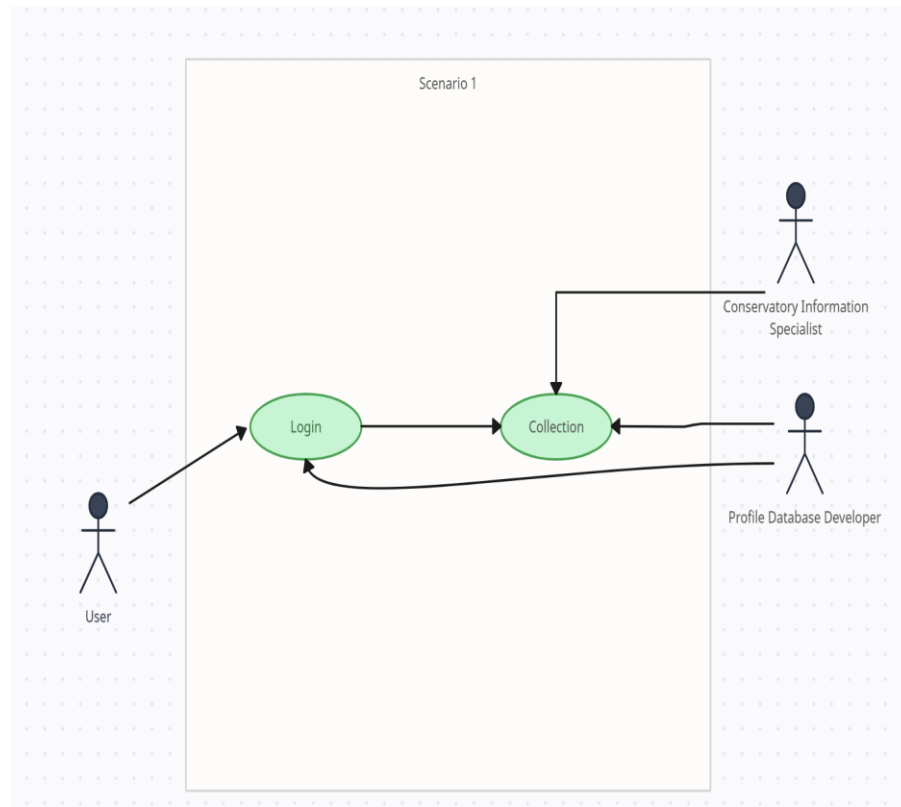 Scenario 1
Conservatory Information
Specialist
Login
Collection
Profile Database Developer
User